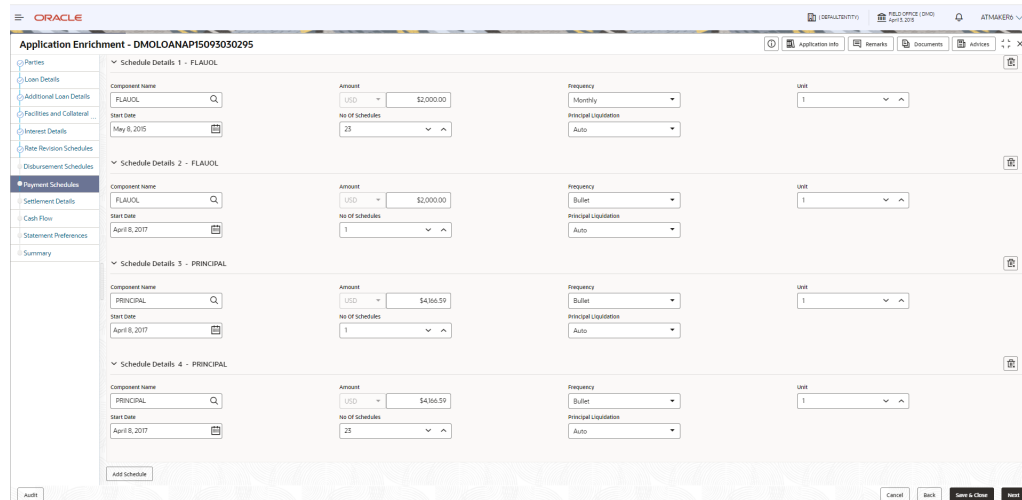 ORACLE
(DEFAULTENTITY)
FIELD OFFICE (DMO)
April 8, 2015
ATMAKER6
Application Enrichment - DMOLOANAP15093030295
Application Info
Remarks
Documents
Advices
Parties
Loan Details
Additional Loan Details
Facilities and Collateral ...
Interest Details
Rate Revision Schedules
Disbursement Schedules
Payment Schedules
Settlement Details
Cash Flow
Statement Preferences
Summary
Schedule Details 1 - FLAUOL
Component Name Amount Frequency Unit
FLAUOL USD $2,000.00 Monthly 1
Start Date No Of Schedules Principal Liquidation
May 8, 2015 23 Auto
Schedule Details 2 - FLAUOL
Component Name Amount Frequency Unit
FLAUOL USD $2,000.00 Bullet 1
Start Date No Of Schedules Principal Liquidation
April 8, 2017 1 Auto
Schedule Details 3 - PRINCIPAL
Component Name Amount Frequency Unit
PRINCIPAL USD $4,166.59 Bullet 1
Start Date No Of Schedules Principal Liquidation
April 8, 2017 1 Auto
Schedule Details 4 - PRINCIPAL
Component Name Amount Frequency Unit
PRINCIPAL USD $4,166.59 Bullet 1
Start Date No Of Schedules Principal Liquidation
April 8, 2017 23 Auto
Add Schedule
Audit
Cancel
Back
Save & Close
Next